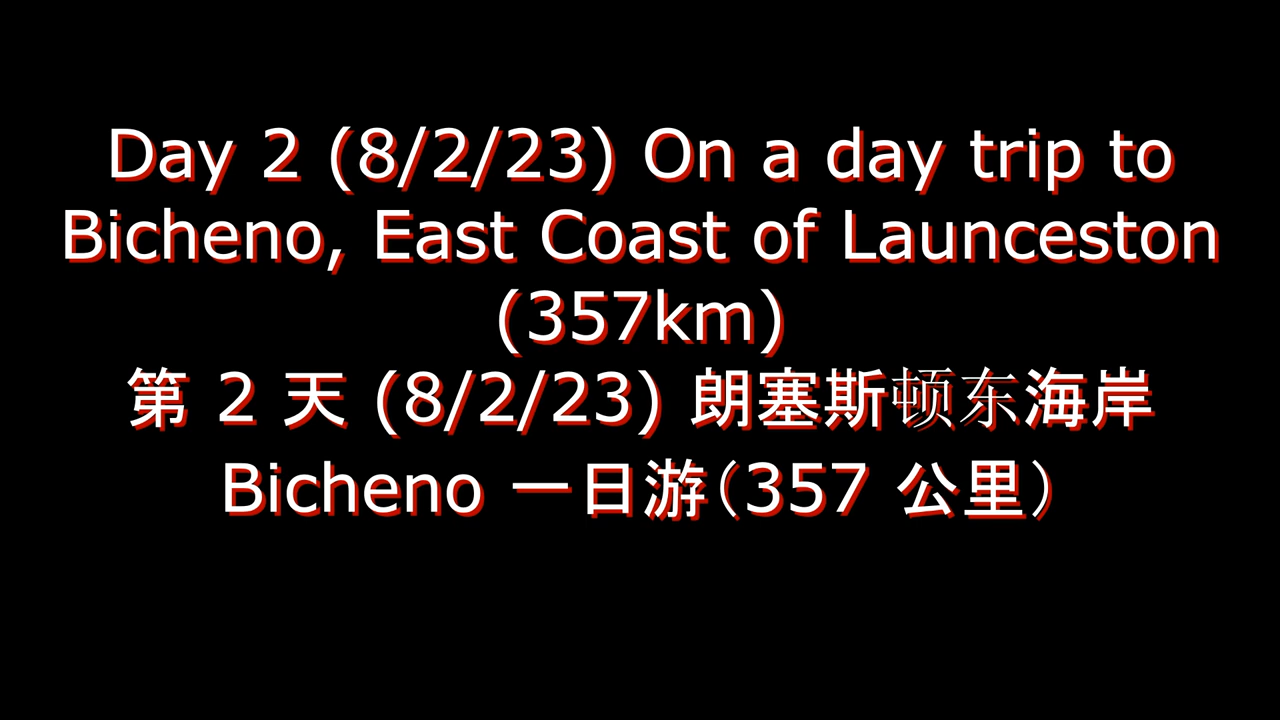 Day 2 (8/2/23) On a day trip to
Bicheno, East Coast of Launceston
(357km)
第 2 天 (8/2/23) 朗塞斯顿东海岸
Bicheno 一日游（357 公里）